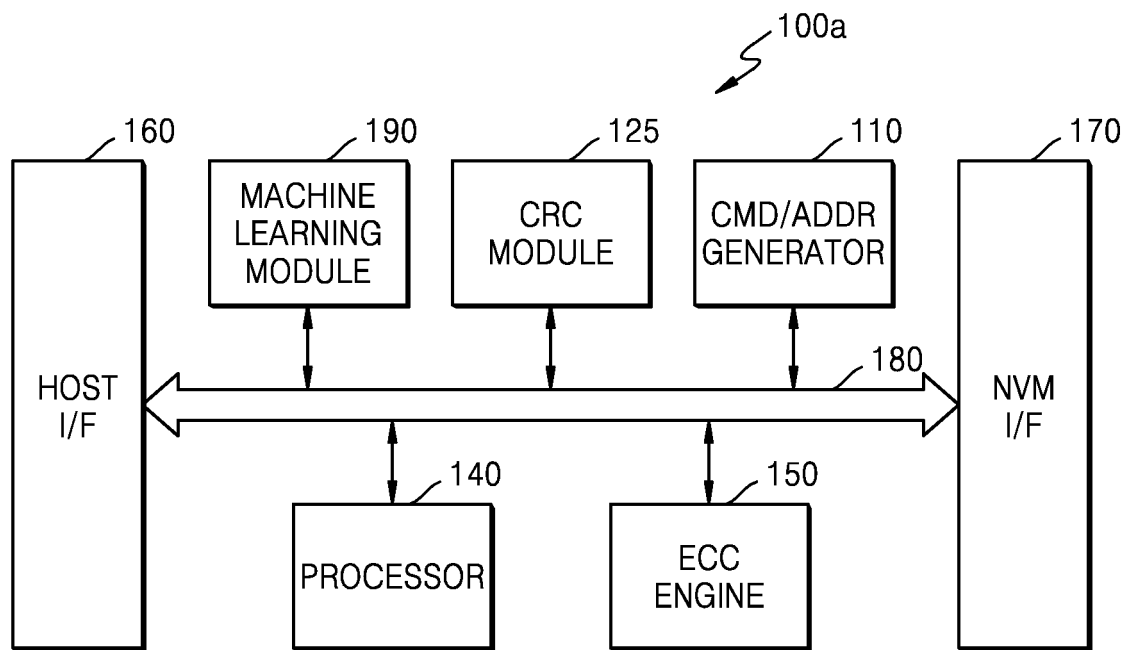 100a
160
190
125
110
170
HOST
I/F
MACHINE
LEARNING
MODULE
CRC
MODULE
CMD/ADDR
GENERATOR
NVM
I/F
180
140
150
PROCESSOR
ECC
ENGINE